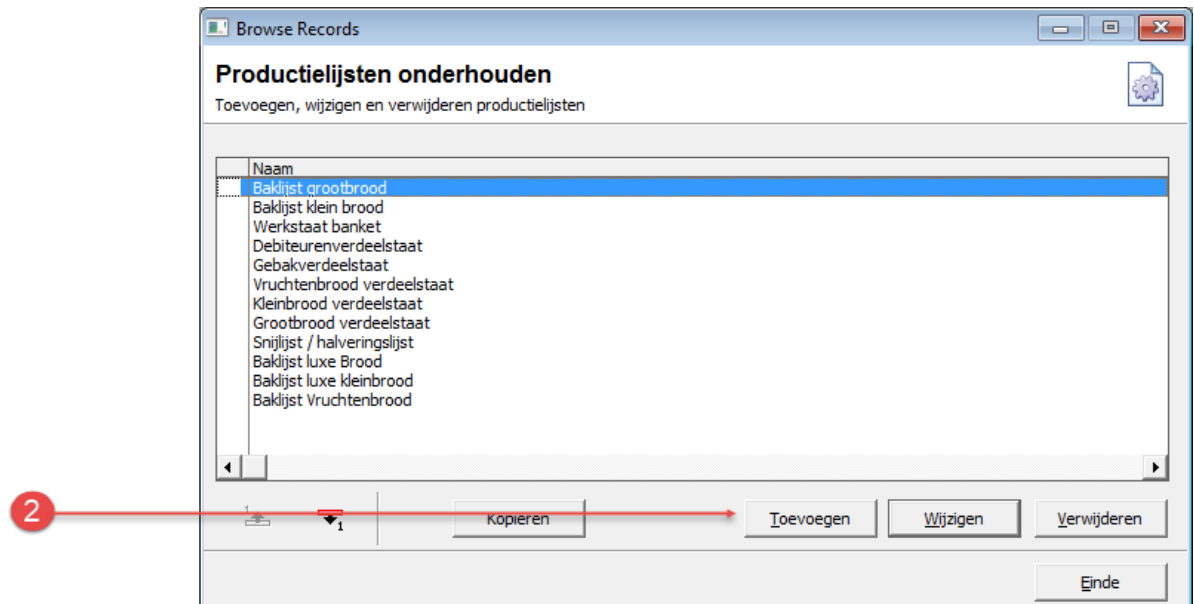 Browse Records
Productielijsten onderhouden
Toevoegen, wijzigen en verwijderen productielijsten
Naam
Baklijst grootbrood
Baklijst klein brood
Werkstaat banket
Debiteurenverdeelstaat
Gebakverdeelstaat
Vruchtenbrood verdeelstaat
Kleinbrood verdeelstaat
Grootbrood verdeelstaat
Snijlijst / halveringslijst
Baklijst luxe Brood
Baklijst luxe kleinbrood
Baklijst Vruchtenbrood
2 1 1 Kopieren Toevoegen Wijzigen Verwijderen
Einde